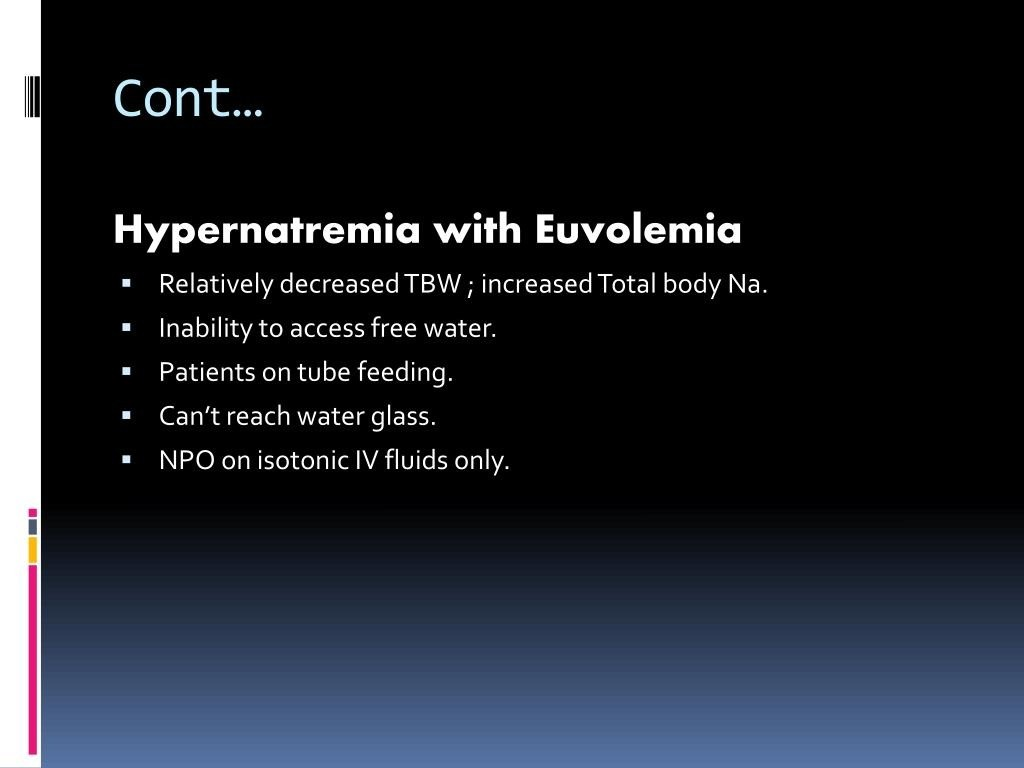 Cont…
Hypernatremia with Euvolemia
▪ Relatively decreased TBW ; increased Total body Na.
▪ Inability to access free water.
▪ Patients on tube feeding.
▪ Can’t reach water glass.
▪ NPO on isotonic IV fluids only.